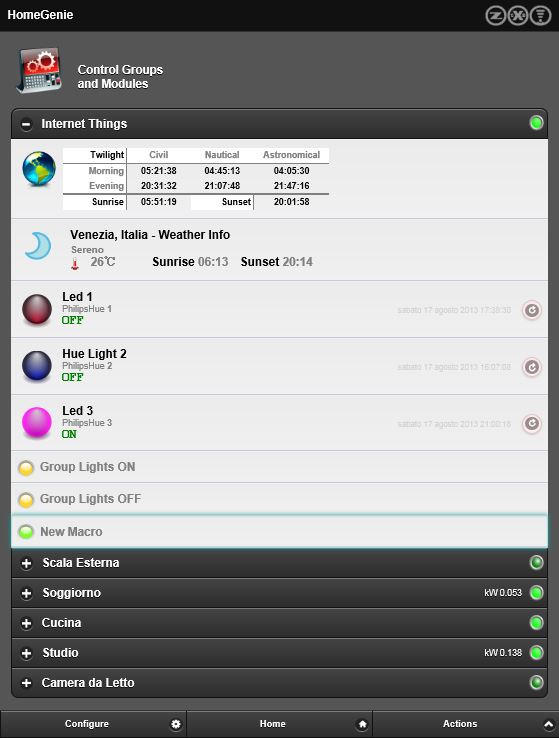 HomeGenie
Control Groups
and Modules
Internet Things
Twilight Civil Nautical Astronomical
Morning 05:21:38 04:45:13 04:05:30
Evening 20:31:32 21:07:48 21:47:16
Sunrise 05:51:19 Sunset 20:01:58
Venezia, Italia - Weather Info
Sereno
26℃ Sunrise 06:13 Sunset 20:14
Led 1
PhilipsHue 1
OFF
sabato 17 agosto 2013 17:38:30
Hue Light 2
PhilipsHue 2
OFF
sabato 17 agosto 2013 16:07:08
Led 3
PhilipsHue 3
ON
sabato 17 agosto 2013 21:00:16
Group Lights ON
Group Lights OFF
New Macro
Scala Esterna
Soggiorno kW 0.053
Cucina
Studio kW 0.138
Camera da Letto
Configure Home Actions